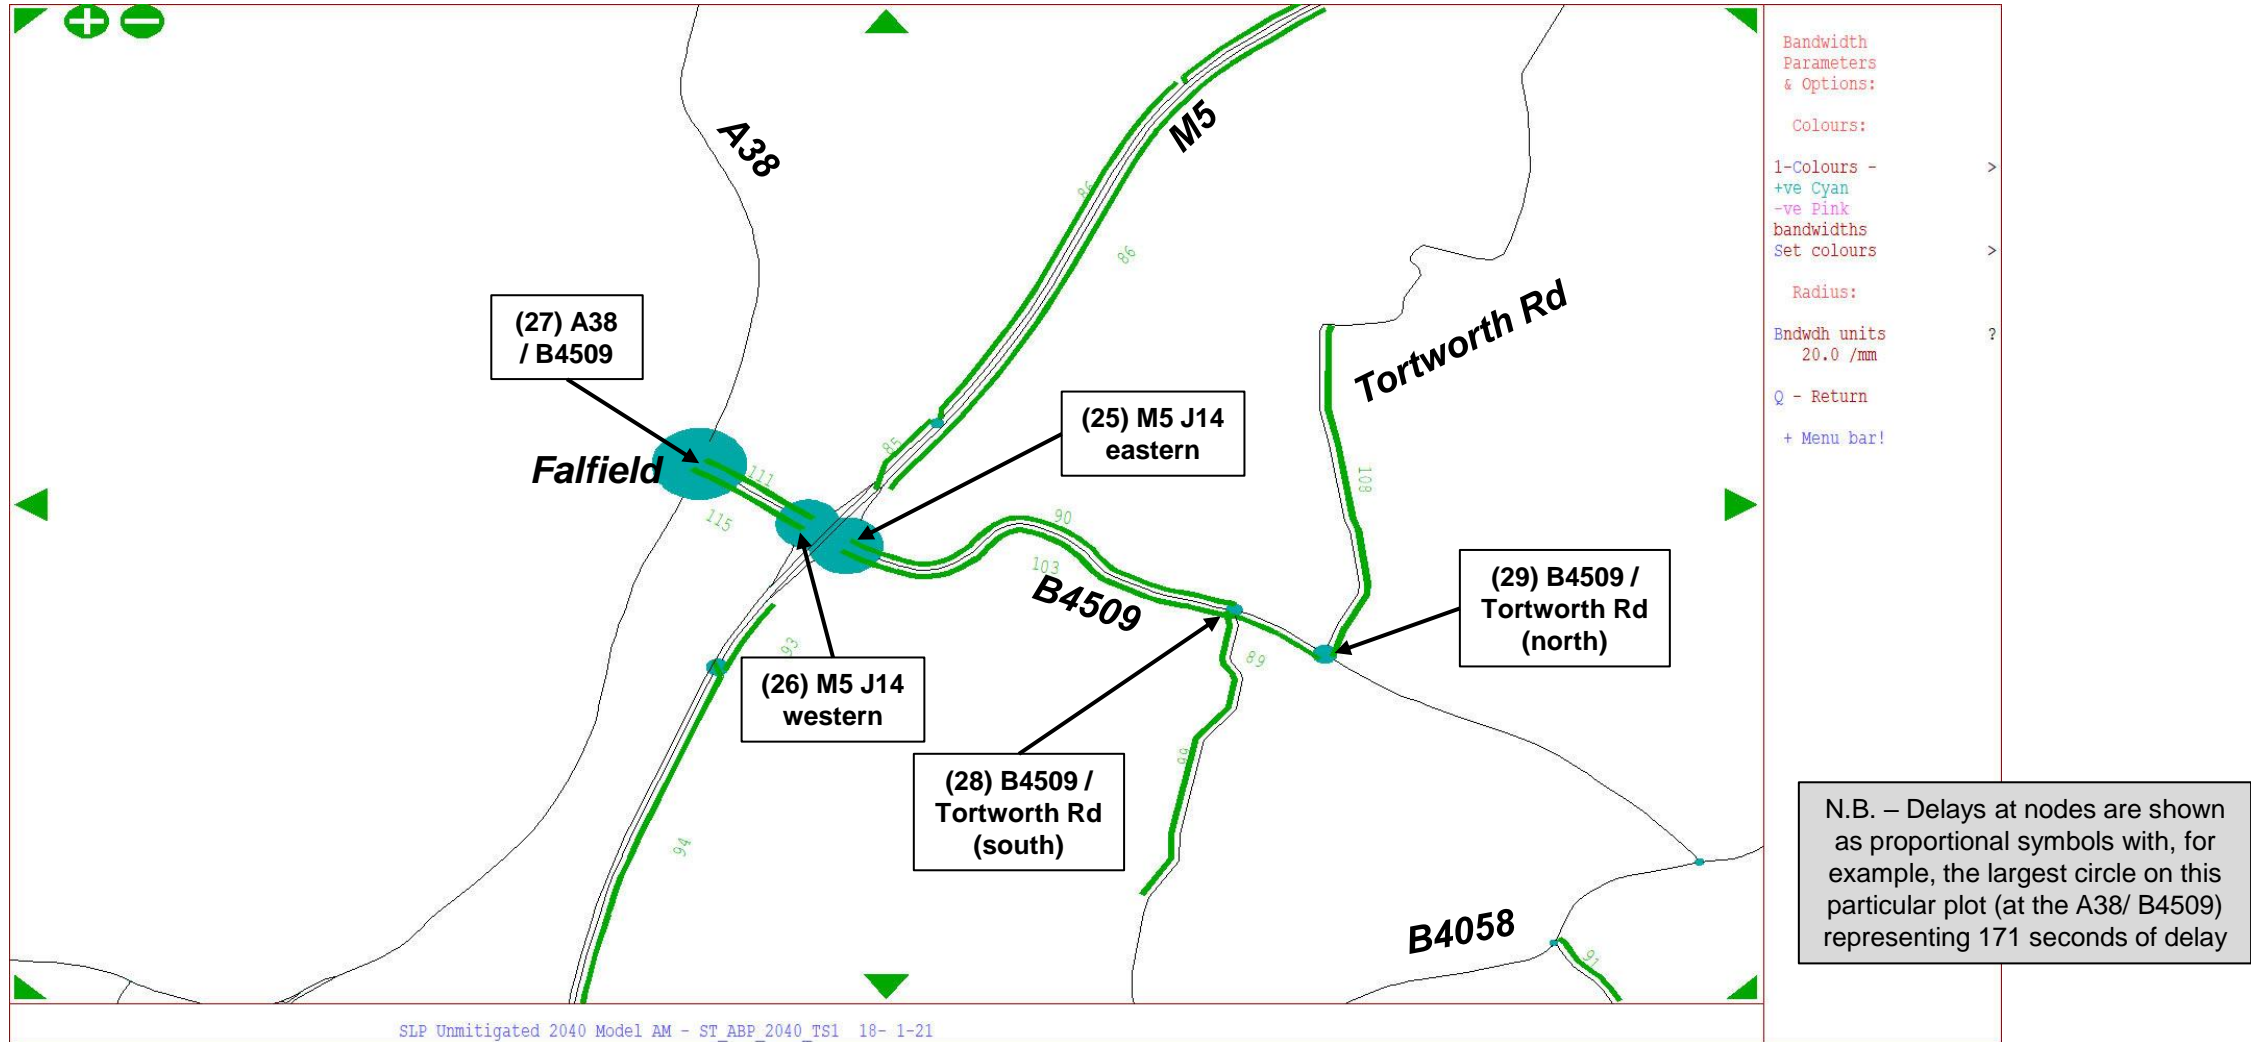 A38
M5
86
86
Tortworth Rd
(27) A38
/ B4509
(25) M5 J14
eastern
Falfield
111
115
85
90
103
B4509
108
(29) B4509 /
Tortworth Rd
(north)
93
89
(26) M5 J14
western
99
(28) B4509 /
Tortworth Rd
(south)
94
B4058
91
SLP Unmitigated 2040 Model AM - ST_ABP_2040_TS1 18- 1-21
Bandwidth
Parameters
& Options:
Colours:
1-Colours - >
+ve Cyan
-ve Pink
bandwidths
Set colours >
Radius:
Bndwdh units ?
20.0 /mm
Q - Return
+ Menu bar!
N.B. – Delays at nodes are shown
as proportional symbols with, for
example, the largest circle on this
particular plot (at the A38/ B4509)
representing 171 seconds of delay